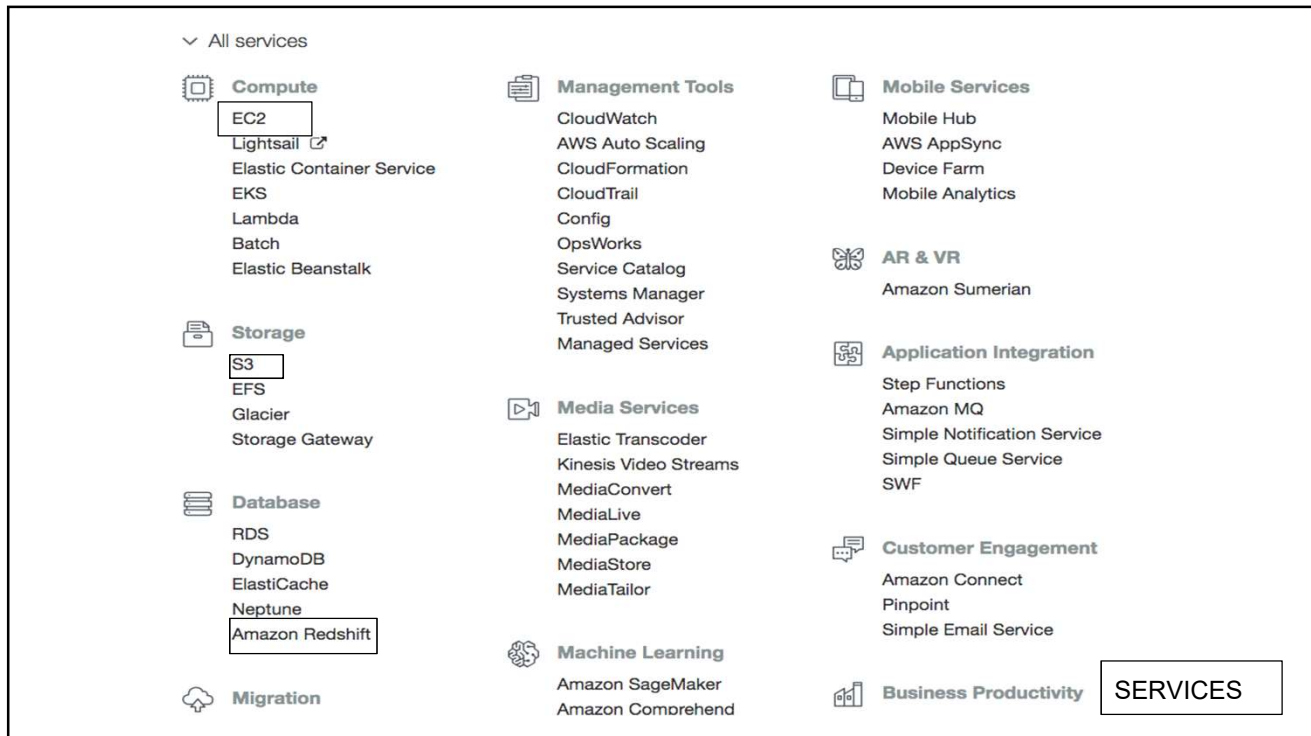 All services
Compute
EC2
Lightsail
Elastic Container Service
EKS
Lambda
Batch
Elastic Beanstalk
Storage
S3
EFS
Glacier
Storage Gateway
Database
RDS
DynamoDB
ElastiCache
Neptune
Amazon Redshift
Migration
Management Tools
CloudWatch
AWS Auto Scaling
CloudFormation
CloudTrail
Config
OpsWorks
Service Catalog
Systems Manager
Trusted Advisor
Managed Services
Media Services
Elastic Transcoder
Kinesis Video Streams
MediaConvert
MediaLive
MediaPackage
MediaStore
MediaTailor
Machine Learning
Amazon SageMaker
Amazon Comprehend
Mobile Services
Mobile Hub
AWS AppSync
Device Farm
Mobile Analytics
AR & VR
Amazon Sumerian
Application Integration
Step Functions
Amazon MQ
Simple Notification Service
Simple Queue Service
SWF
Customer Engagement
Amazon Connect
Pinpoint
Simple Email Service
Business Productivity
SERVICES